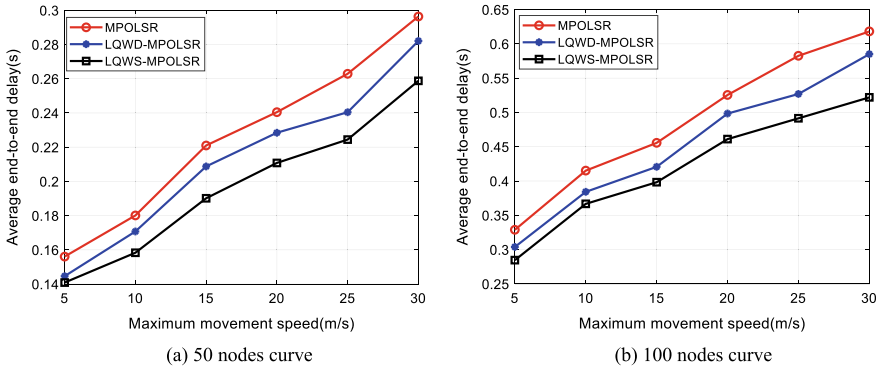 MPOLSR
LQWD-MPOLSR
LQWS-MPOLSR
Average end-to-end delay(s)
0.3
0.28
0.26
0.24
0.22
0.2
0.18
0.16
0.14
5 10 15 20 25 30
Maximum movement speed(m/s)
(a) 50 nodes curve
MPOLSR
LQWD-MPOLSR
LQWS-MPOLSR
Average end-to-end delay(s)
0.65
0.6
0.55
0.5
0.45
0.4
0.35
0.3
0.25
5 10 15 20 25 30
Maximum movement speed(m/s)
(b) 100 nodes curve